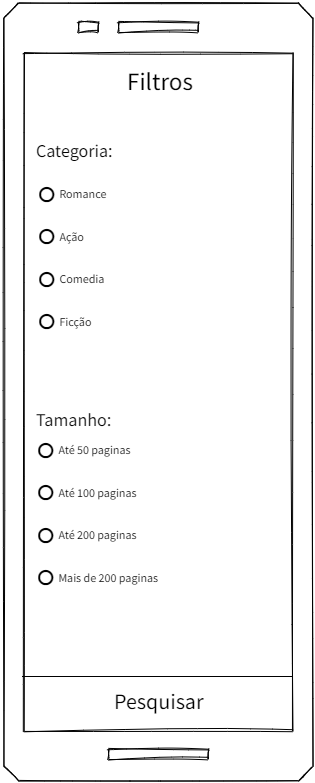 Filtros
Categoria:
Romance
Ação
Comedia
Ficção
Tamanho:
Até 50 paginas
Até 100 paginas
Até 200 paginas
Mais de 200 paginas
Pesquisar